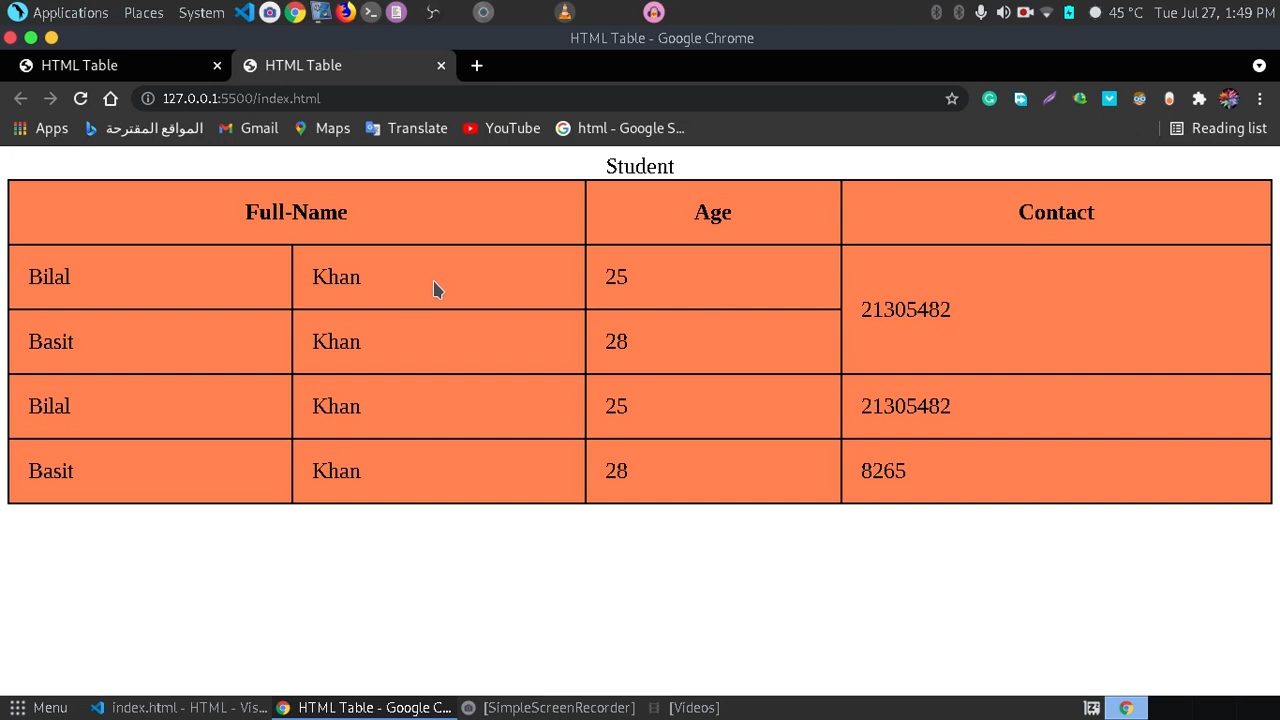 Applications Places System 45 °C Tue Jul 27, 1:49 PM
HTML Table - Google Chrome
HTML Table HTML Table
127.0.0.1:5500/index.html
Apps المواقع المقترحة Gmail Maps Translate YouTube html - Google S... Reading list
Student
Full-Name Age Contact
Bilal Khan 25 21305482
Basit Khan 28
Bilal Khan 25 21305482
Basit Khan 28 8265
Menu index.html - HTML - Vis... HTML Table - Google C... [SimpleScreenRecorder] [Videos]